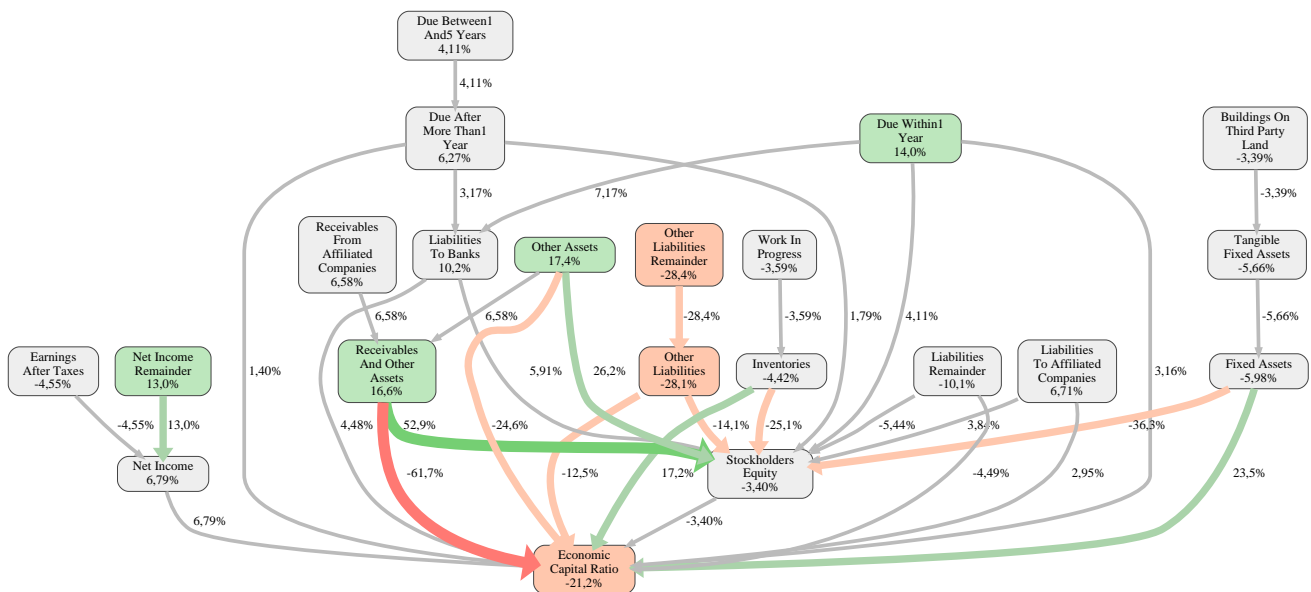 Due Between1
And5 Years
4,11%
4,11%
Due After
More Than1
Year
6,27%
Due Within1
Year
14,0%
Buildings On
Third Party
Land
-3,39%
3,17%
7,17%
-3,39%
Receivables
From
Affiliated
Companies
6,58%
Liabilities
To Banks
10,2%
Other Assets
17,4%
Other
Liabilities
Remainder
-28,4%
Work In
Progress
-3,59%
Tangible
Fixed Assets
-5,66%
6,58%
6,58%
-28,4%
-3,59%
1,79%
4,11%
-5,66%
Earnings
After Taxes
-4,55%
Net Income
Remainder
13,0%
1,40%
Receivables
And Other
Assets
16,6%
5,91%
26,2%
Other
Liabilities
-28,1%
Inventories
-4,42%
Liabilities
Remainder
-10,1%
Liabilities
To Affiliated
Companies
6,71%
3,16%
Fixed Assets
-5,98%
-4,55%
13,0%
4,48%
52,9%
-24,6%
-14,1%
-25,1%
-5,44%
3,84%
-36,3%
Net Income
6,79%
-61,7%
-12,5%
17,2%
Stockholders
Equity
-3,40%
-4,49%
2,95%
23,5%
6,79%
-3,40%
Economic
Capital Ratio
-21,2%